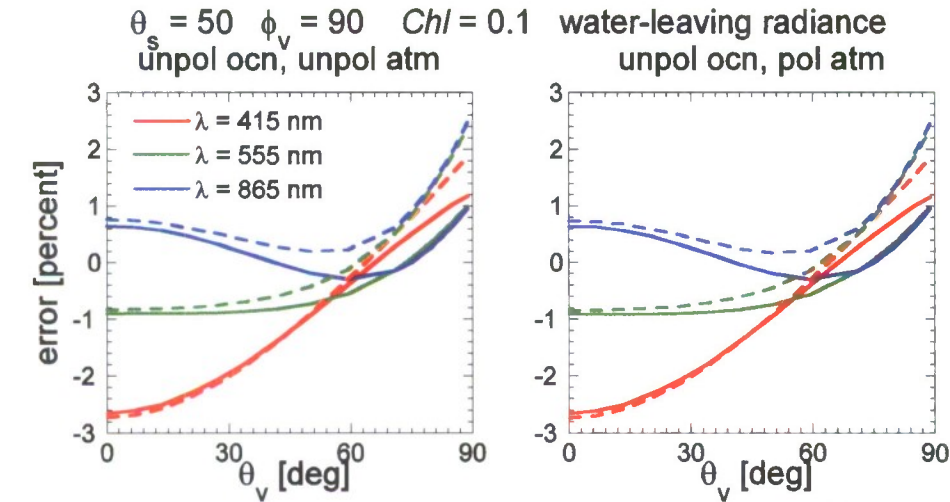 θs = 50 ϕv = 90 Chl = 0.1 water-leaving radiance
unpol ocn, unpol atm
unpol ocn, pol atm
error [percent]
3
2
1
0
-1
-2
-3
λ = 415 nm
λ = 555 nm
λ = 865 nm
0 30 60 90
θv [deg]
3
2
1
0
-1
-2
-3
0 30 60 90
θv [deg]